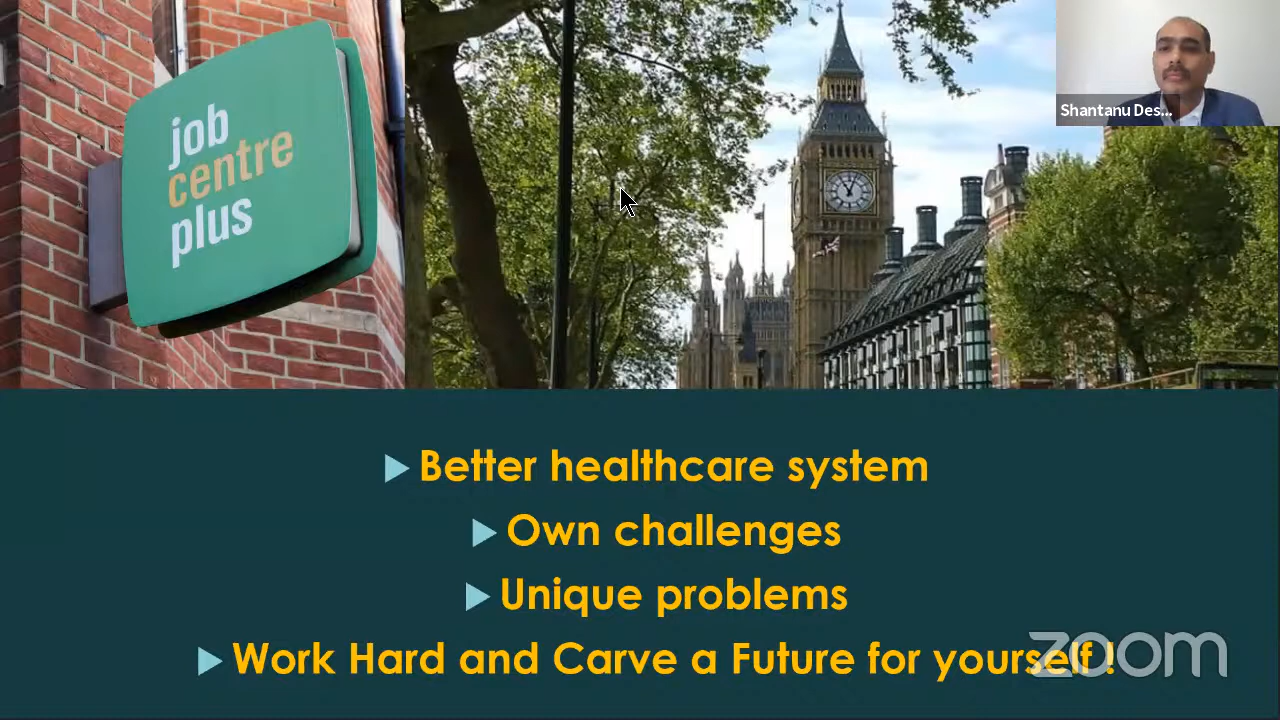 job
centre
plus
Shantanu Des...
Better healthcare system
Own challenges
Unique problems
Work Hard and Carve a Future for yourself !
zoom